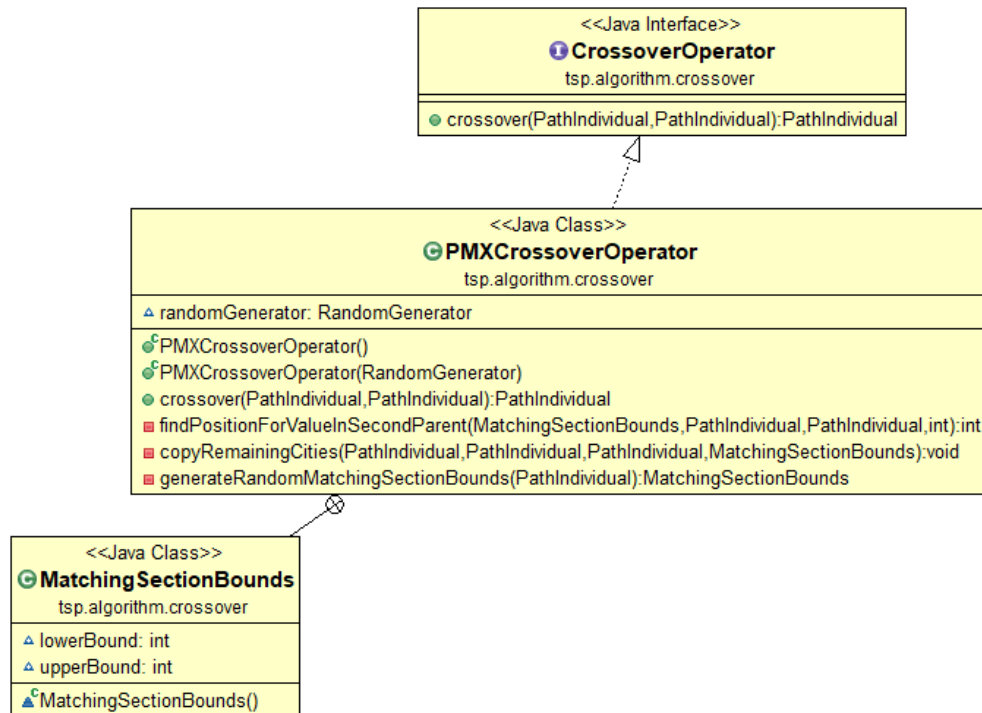 <<Java Interface>>
CrossoverOperator
tsp.algorithm.crossover
crossover(PathIndividual,PathIndividual):PathIndividual
<<Java Class>>
PMXCrossoverOperator
tsp.algorithm.crossover
randomGenerator: RandomGenerator
PMXCrossoverOperator()
PMXCrossoverOperator(RandomGenerator)
crossover(PathIndividual,PathIndividual):PathIndividual
findPositionForValueInSecondParent(MatchingSectionBounds,PathIndividual,PathIndividual,int):int
copyRemainingCities(PathIndividual,PathIndividual,PathIndividual,MatchingSectionBounds):void
generateRandomMatchingSectionBounds(PathIndividual):MatchingSectionBounds
<<Java Class>>
MatchingSectionBounds
tsp.algorithm.crossover
lowerBound: int
upperBound: int
MatchingSectionBounds()